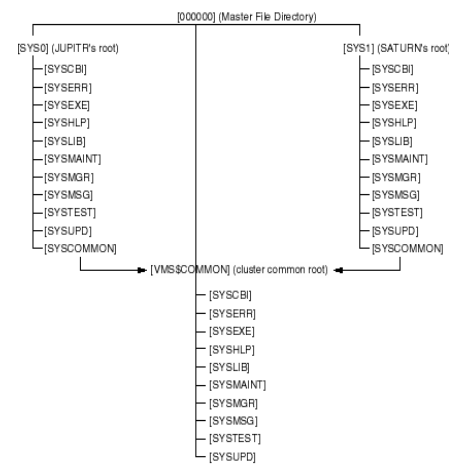 [000000] (Master File Directory)
[SYS0] (JUPITR's root)
[SYSCBI]
[SYSERR]
[SYSEXE]
[SYSHLP]
[SYSLIB]
[SYSMAINT]
[SYSMGR]
[SYSMSG]
[SYSTEST]
[SYSUPD]
[SYSCOMMON]
[SYS1] (SATURN's root)
[SYSCBI]
[SYSERR]
[SYSEXE]
[SYSHLP]
[SYSLIB]
[SYSMAINT]
[SYSMGR]
[SYSMSG]
[SYSTEST]
[SYSUPD]
[SYSCOMMON]
[VMS$COMMON] (cluster common root)
[SYSCBI]
[SYSERR]
[SYSEXE]
[SYSHLP]
[SYSLIB]
[SYSMAINT]
[SYSMGR]
[SYSMSG]
[SYSTEST]
[SYSUPD]